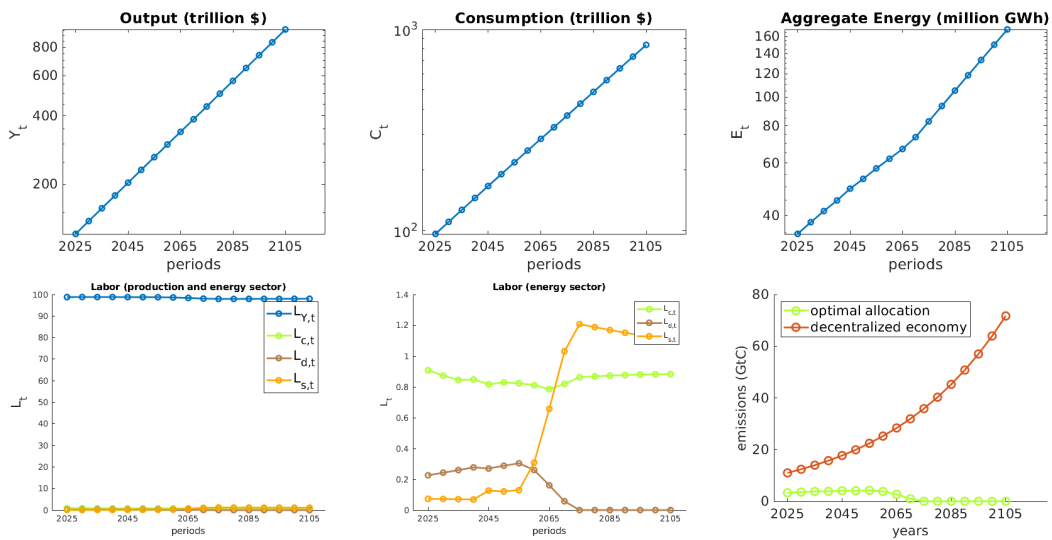 Output (trillion $)
Y_t
800
600
400
200
2025 2045 2065 2085 2105
periods
Consumption (trillion $)
C_t
10^3
10^2
2025 2045 2065 2085 2105
periods
Aggregate Energy (million GWh)
E_t
160
140
120
100
80
60
40
2025 2045 2065 2085 2105
periods
Labor (production and energy sector)
L_t
100
90
80
70
60
50
40
30
20
10
0
2025 2045 2065 2085 2105
periods
L_Y,t
L_c,t
L_d,t
L_s,t
Labor (energy sector)
L_t
1.4
1.2
1
0.8
0.6
0.4
0.2
0
2025 2045 2065 2085 2105
periods
L_c,t
L_d,t
L_s,t
emissions (GtC)
80
60
40
20
0
2025 2045 2065 2085 2105
years
optimal allocation
decentralized economy